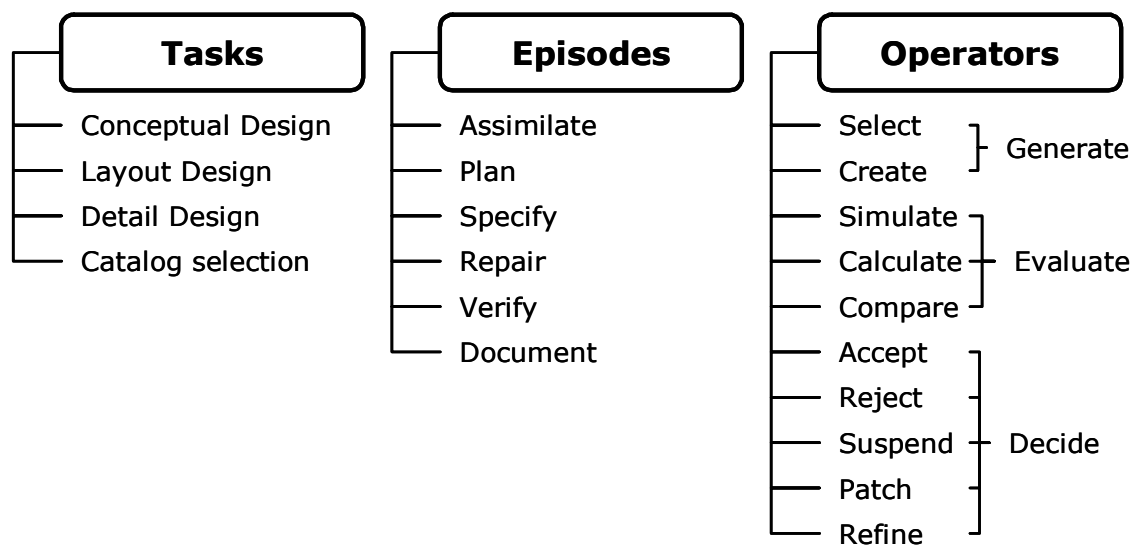 Tasks
Conceptual Design
Layout Design
Detail Design
Catalog selection
Episodes
Assimilate
Plan
Specify
Repair
Verify
Document
Operators
Select
Create
Generate
Simulate
Calculate
Compare
Evaluate
Accept
Reject
Suspend
Patch
Refine
Decide